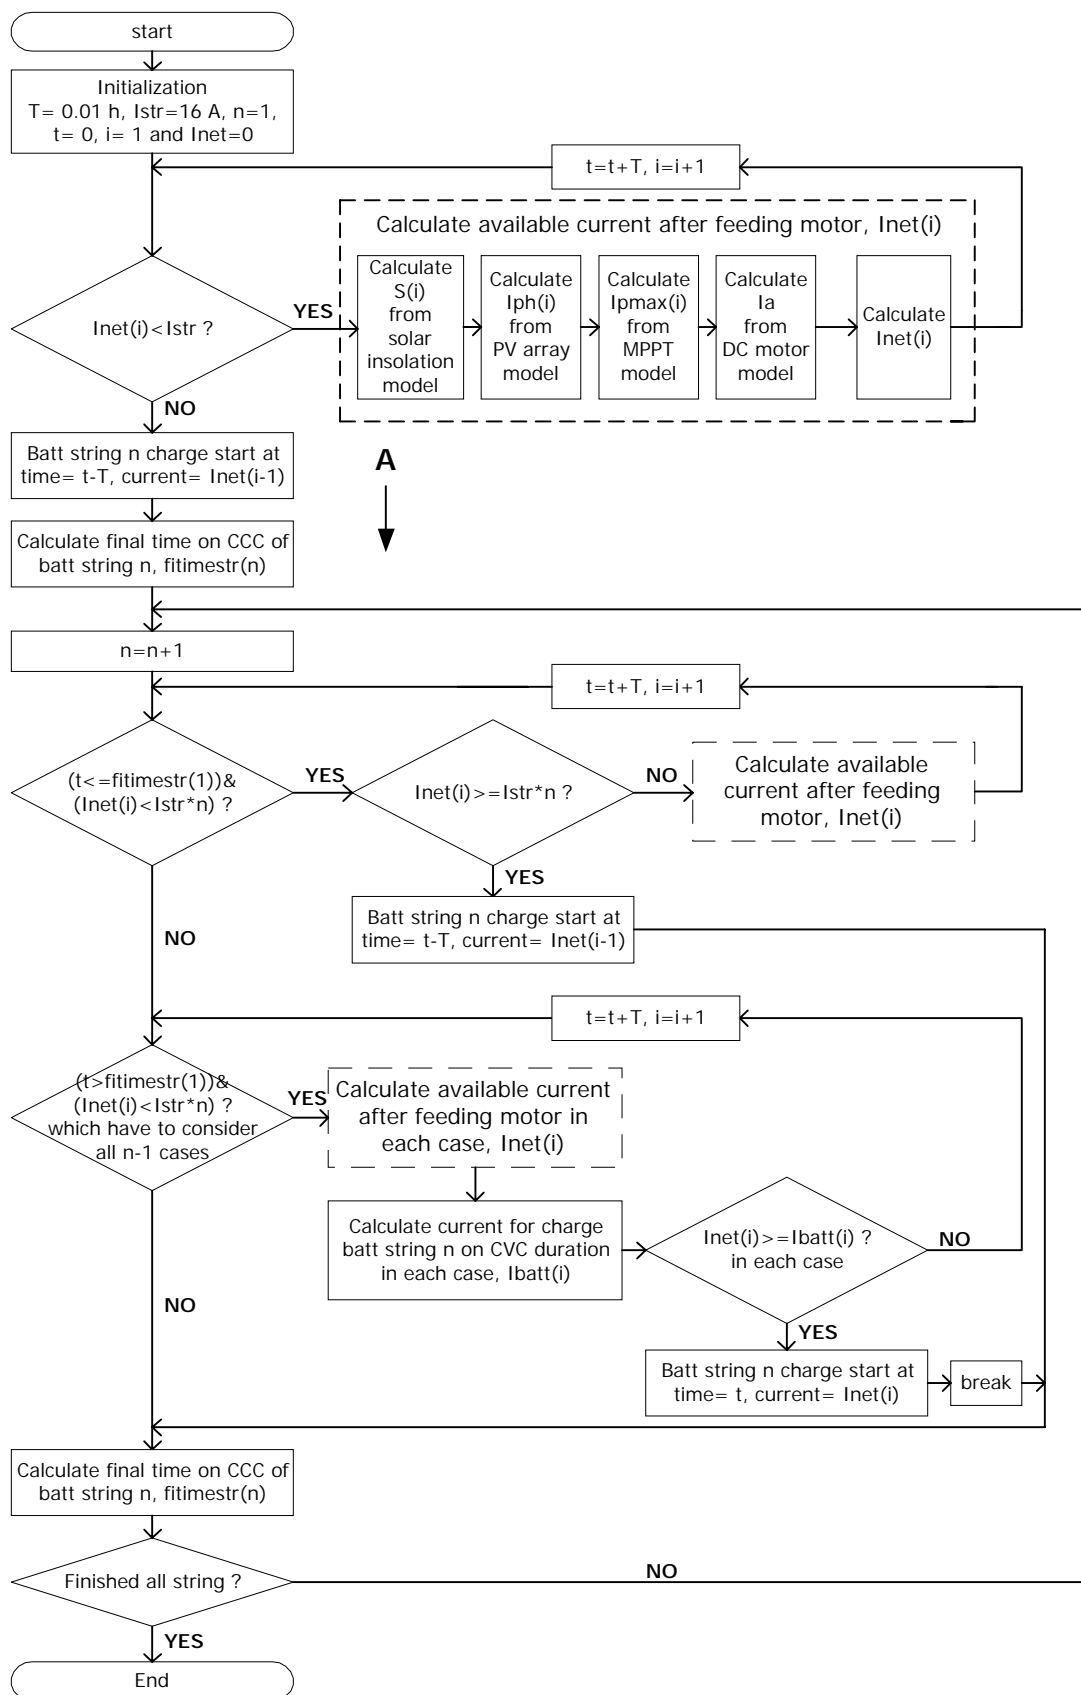 start
Initialization
T= 0.01 h, Istr=16 A, n=1,
t= 0, i= 1 and Inet=0
t=t+T, i=i+1
Calculate available current after feeding motor, Inet(i)
Inet(i)<Istr ?
YES
Calculate
S(i)
from
solar
insolation
model
Calculate
Iph(i)
from
PV array
model
Calculate
Ipmax(i)
from
MPPT
model
Calculate
Ia
from
DC motor
model
Calculate
Inet(i)
NO
Batt string n charge start at
time= t-T, current= Inet(i-1)
A
Calculate final time on CCC of
batt string n, fitimestr(n)
n=n+1
t=t+T, i=i+1
(t<=fitimestr(1))&
(Inet(i)<Istr*n) ?
YES
Inet(i)>=Istr*n ?
NO
Calculate available
current after feeding
motor, Inet(i)
YES
Batt string n charge start at
time= t-T, current= Inet(i-1)
NO
t=t+T, i=i+1
(t>fitimestr(1))&
(Inet(i)<Istr*n) ?
which have to consider
all n-1 cases
YES
Calculate available current
after feeding motor in
each case, Inet(i)
Calculate current for charge
batt string n on CVC duration
in each case, Ibatt(i)
Inet(i)>=Ibatt(i) ?
in each case
NO
YES
Batt string n charge start at
time= t, current= Inet(i)
break
NO
Calculate final time on CCC of
batt string n, fitimestr(n)
Finished all string ?
NO
YES
End